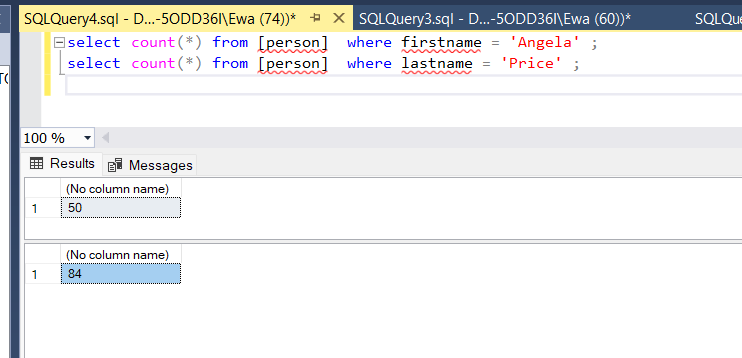 SQLQuery4.sql - D...-5ODD36I\Ewa (74))* SQLQuery3.sql - D...-5ODD36I\Ewa (60))* SQLQu
select count(*) from [person]  where firstname = 'Angela' ;
select count(*) from [person]  where lastname = 'Price' ;
100 %
Results Messages
(No column name)
1 50
(No column name)
1 84